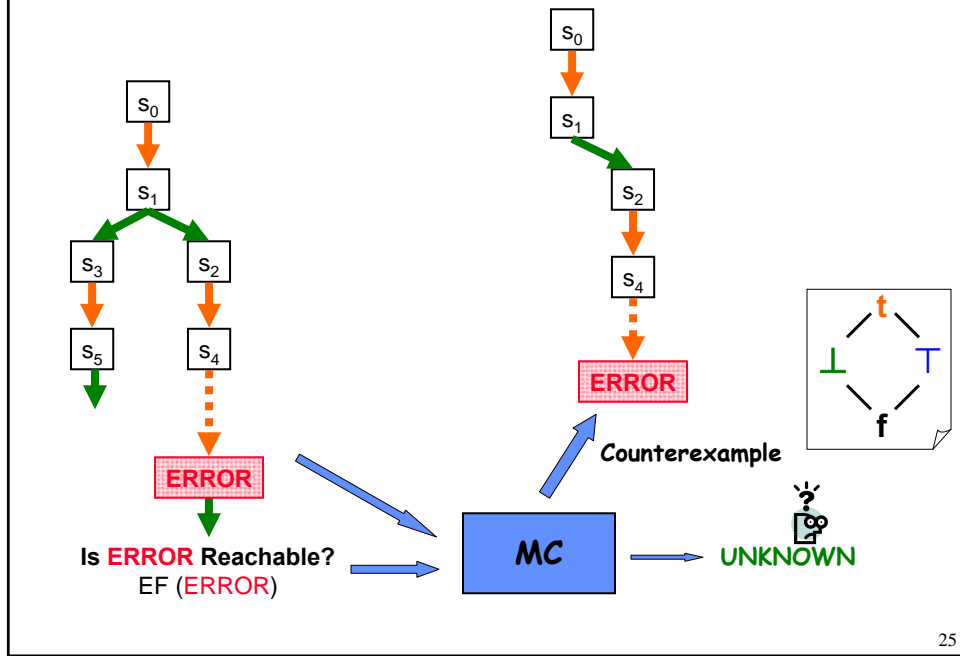 s₀
s₁
s₃
s₂
s₅
s₄
ERROR
Is ERROR Reachable?
EF (ERROR)
s₀
s₁
s₂
s₄
ERROR
Counterexample
MC
t
⊥
⊤
f
?
UNKNOWN
25